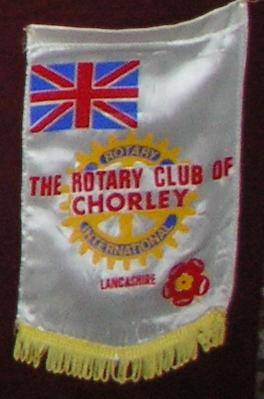 ROTARY
THE ROTARY CLUB OF
CHORLEY
INTERNATIONAL
LANCASHIRE